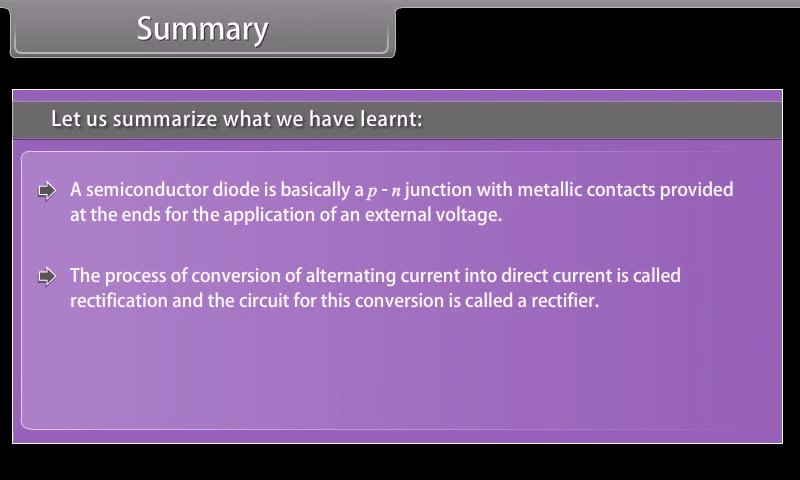 Summary
Let us summarize what we have learnt:
A semiconductor diode is basically a p - n junction with metallic contacts provided
at the ends for the application of an external voltage.
The process of conversion of alternating current into direct current is called
rectification and the circuit for this conversion is called a rectifier.